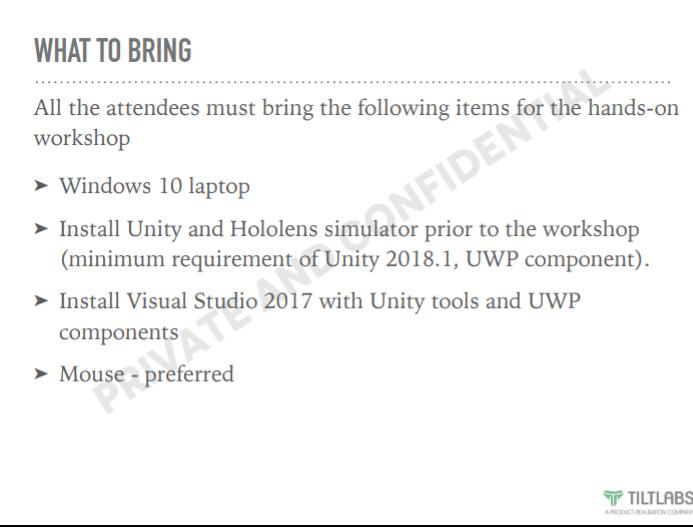 WHAT TO BRING
All the attendees must bring the following items for the hands-on
workshop
➤ Windows 10 laptop
➤ Install Unity and Hololens simulator prior to the workshop
(minimum requirement of Unity 2018.1, UWP component).
➤ Install Visual Studio 2017 with Unity tools and UWP
components
➤ Mouse - preferred
PRIVATE AND CONFIDENTIAL
TILTLABS
A PRODUCT REALISATION COMPANY